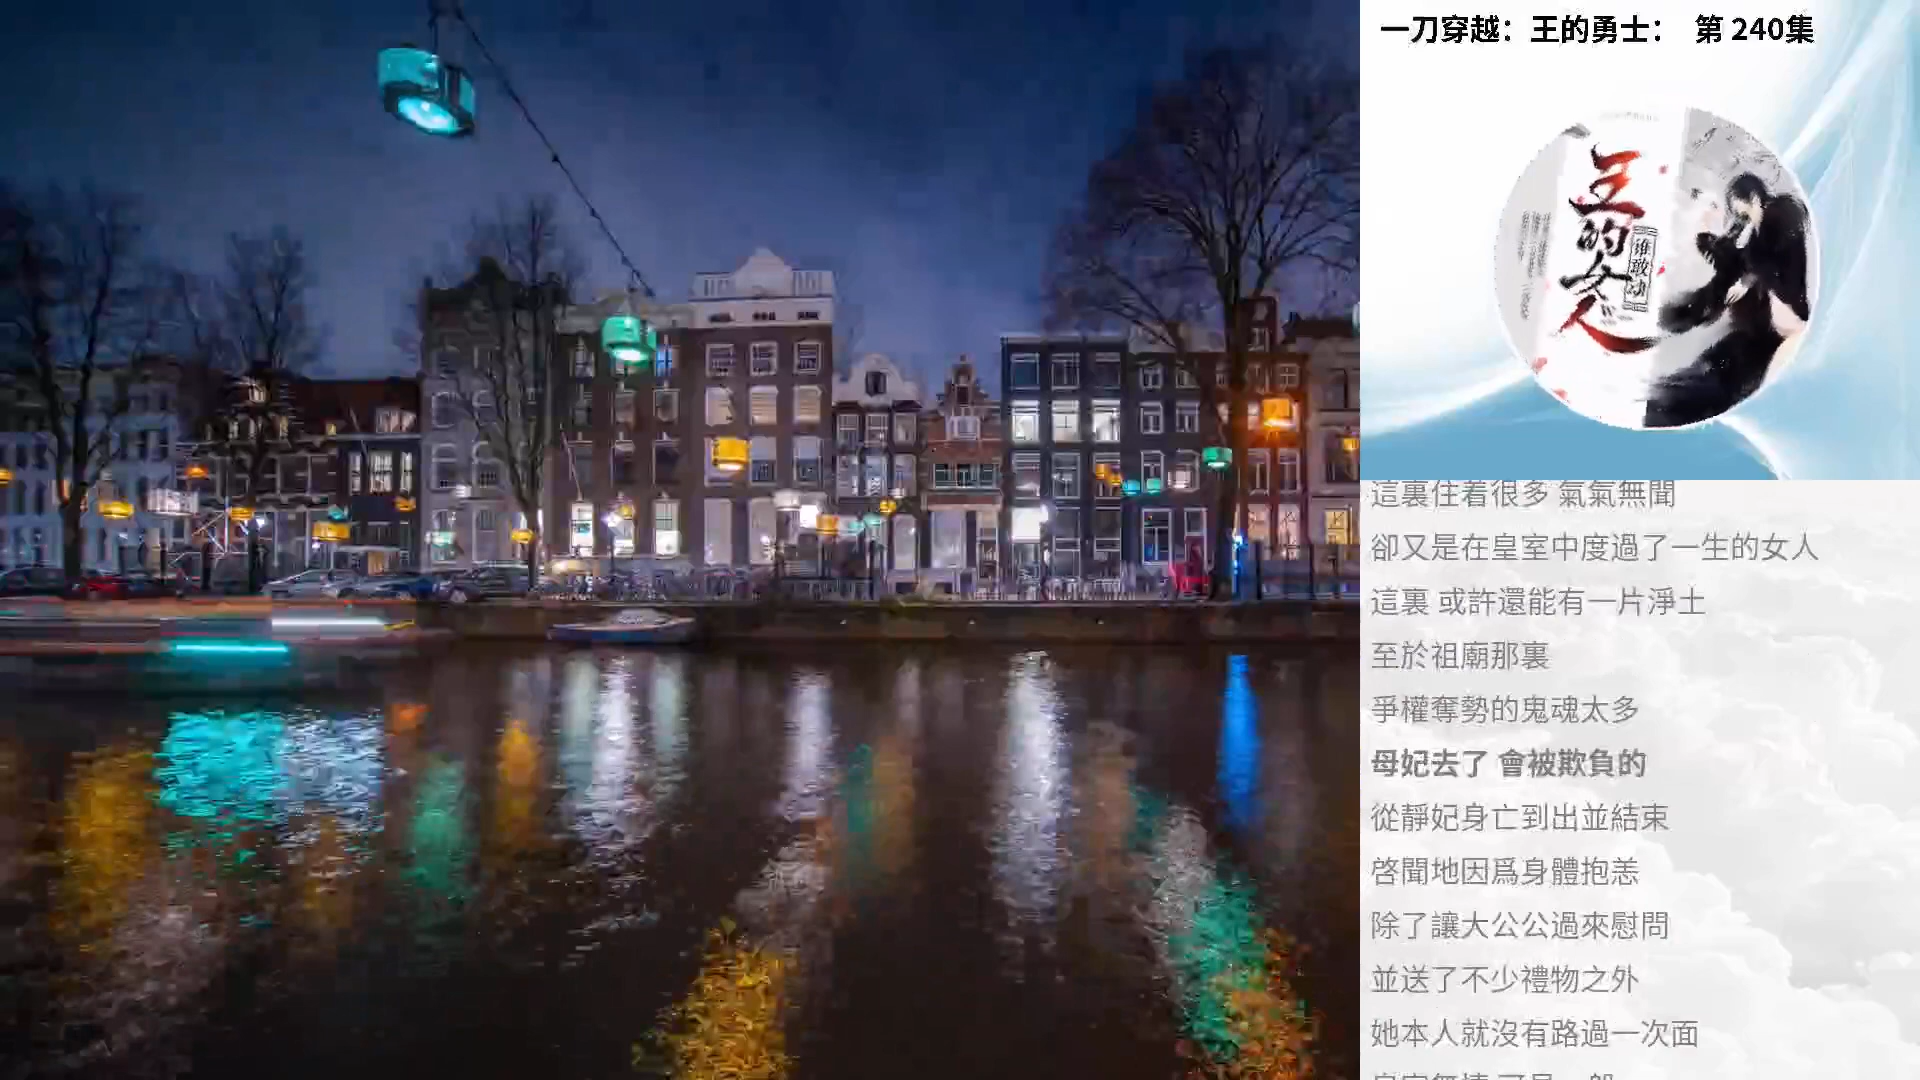 一刀穿越：王的勇士： 第 240集
王的女人
谁敢动
這裏住着很多 氣氣無聞
卻又是在皇室中度過了一生的女人
這裏 或許還能有一片淨土
至於祖廟那裏
爭權奪勢的鬼魂太多
母妃去了 會被欺負的
從靜妃身亡到出並結束
啓聞地因爲身體抱恙
除了讓大公公過來慰問
並送了不少禮物之外
她本人就沒有路過一次面